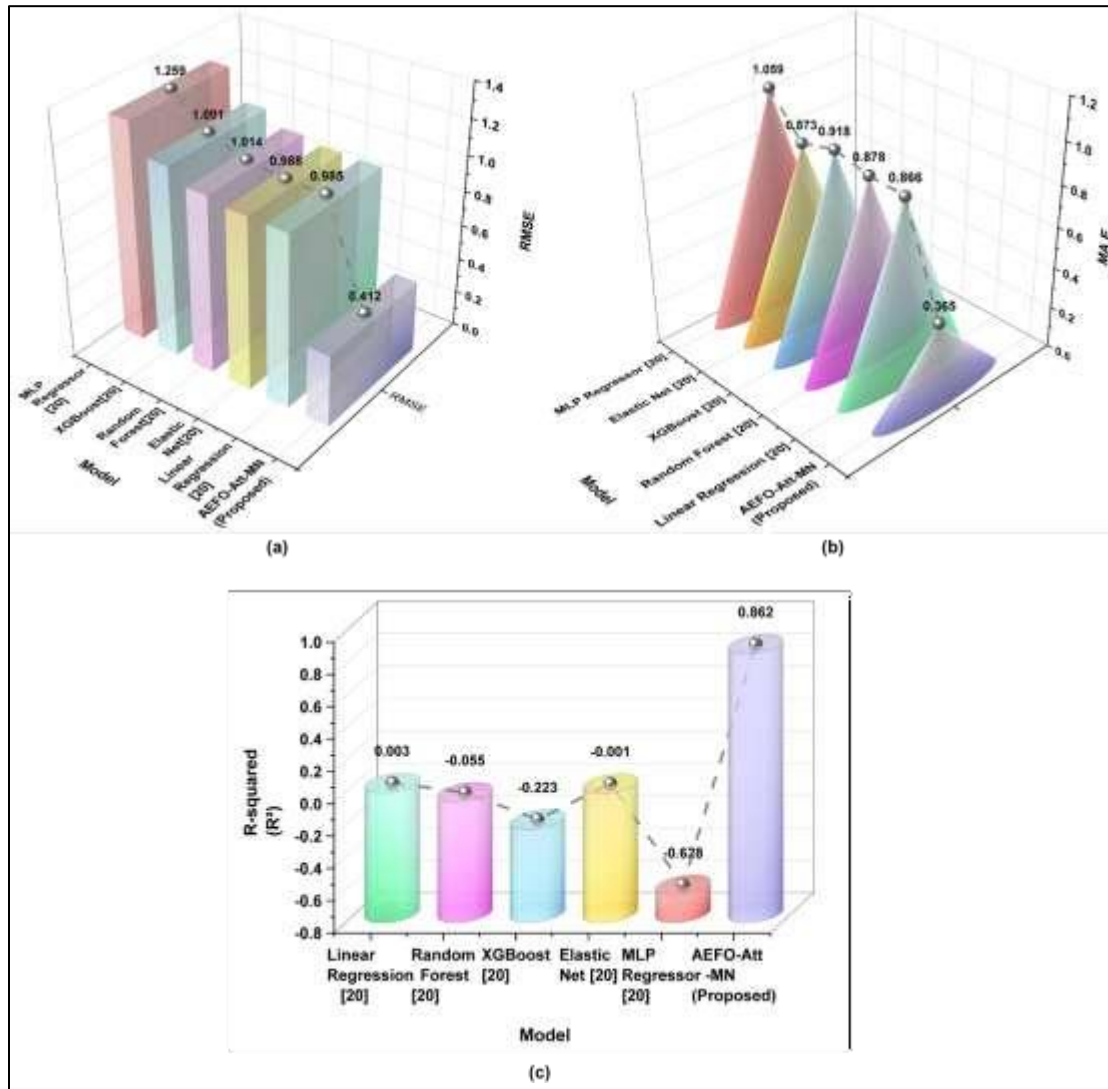 1.259
1.091
1.014
0.988
0.985
0.412
1.4
1.2
1.0
0.8
0.6
0.4
0.2
0.0
RMSE
RMSE
MLP
Regressor
[20]
XGBoost[20]
Random
Forest[20]
Elastic
Net[20]
Linear
Regression
[20]
AEFO-Att-MN
(Proposed)
Model
(a)
1.059
0.873
0.918
0.878
0.866
0.365
1.2
1.0
0.8
0.6
0.4
0.2
MAE
MLP Regressor [20]
Elastic Net [20]
XGBoost [20]
Random Forest [20]
Linear Regression [20]
AEFO-Att-MN
(Proposed)
Model
(b)
0.862
0.003
-0.055
-0.223
-0.001
-0.628
1.0
0.8
0.6
0.4
0.2
0.0
-0.2
-0.4
-0.6
-0.8
R-squared
(R²)
Linear
Regression
[20]
Random
Forest
[20]
XGBoost
[20]
Elastic
Net [20]
MLP
Regressor
[20]
AEFO-Att
-MN
(Proposed)
Model
(c)